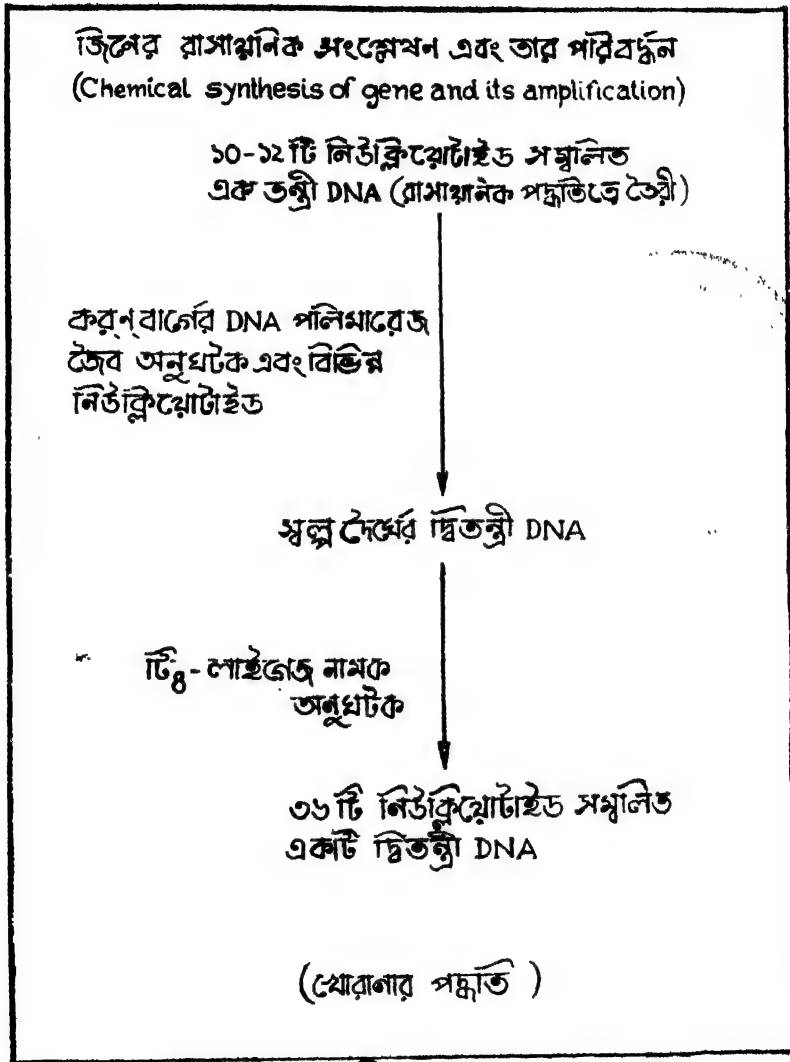 জিনের রাসায়নিক সংশ্লেষণ এবং তার পরিবর্দ্ধন
(Chemical synthesis of gene and its amplification)
১০-১২ টি নিউক্লিয়োটাইড সম্বলিত
এক তন্ত্রী DNA (রাসায়নিক পদ্ধতিতে তৈরী)
করণ্‌বার্গের DNA পলিমারেজ
জৈব অনুঘটক এবং বিভিন্ন
নিউক্লিয়োটাইড
স্বল্প দৈর্ঘের দ্বিতন্ত্রী DNA
টি₪-লাইগেজ নামক
অনুঘটক
৩৬ টি নিউক্লিয়োটাইড সম্বলিত
একটি দ্বিতন্ত্রী DNA
(খোরানার পদ্ধতি)